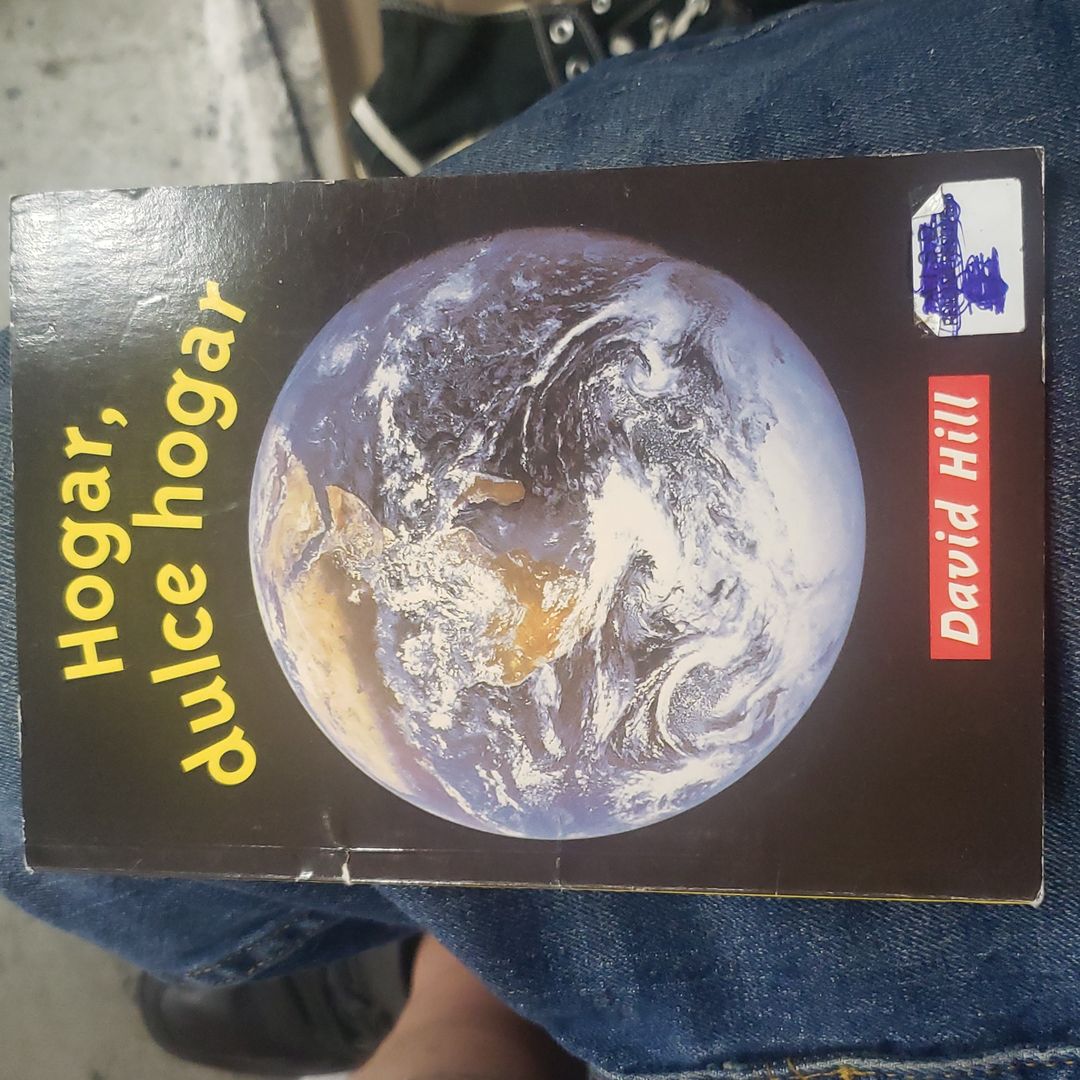 Hogar,
dulce hogar
David Hill